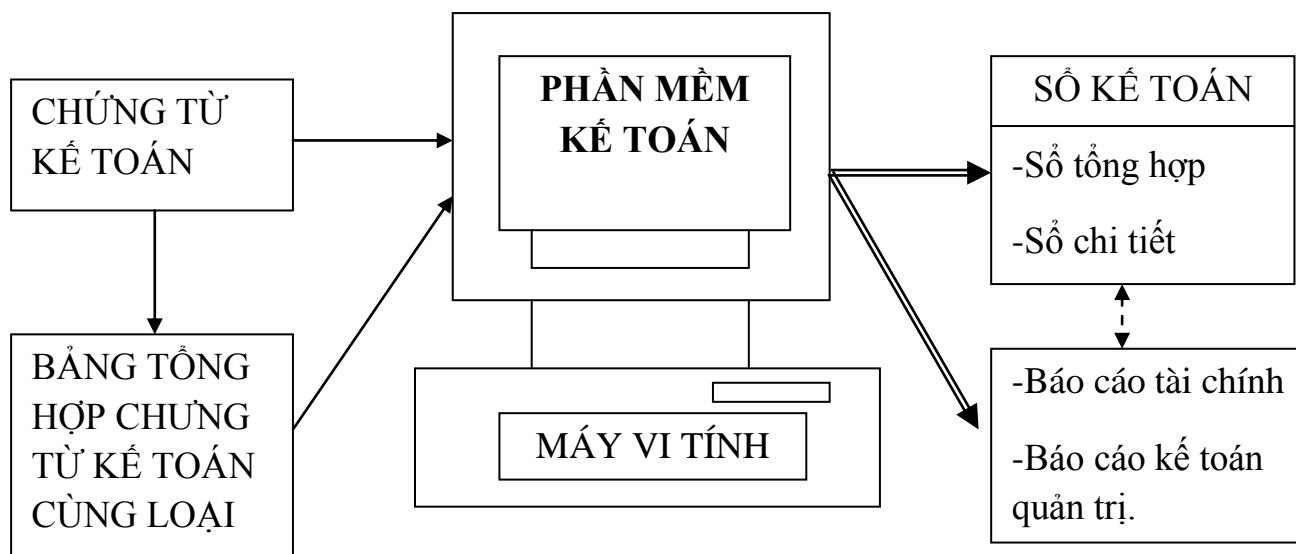 CHỨNG TỪ
KẾ TOÁN
BẢNG TỔNG
HỢP CHƯNG
TỪ KẾ TOÁN
CÙNG LOẠI
PHẦN MỀM
KẾ TOÁN
MÁY VI TÍNH
SỔ KẾ TOÁN
-Sổ tổng hợp
-Sổ chi tiết
-Báo cáo tài chính
-Báo cáo kế toán
quản trị.